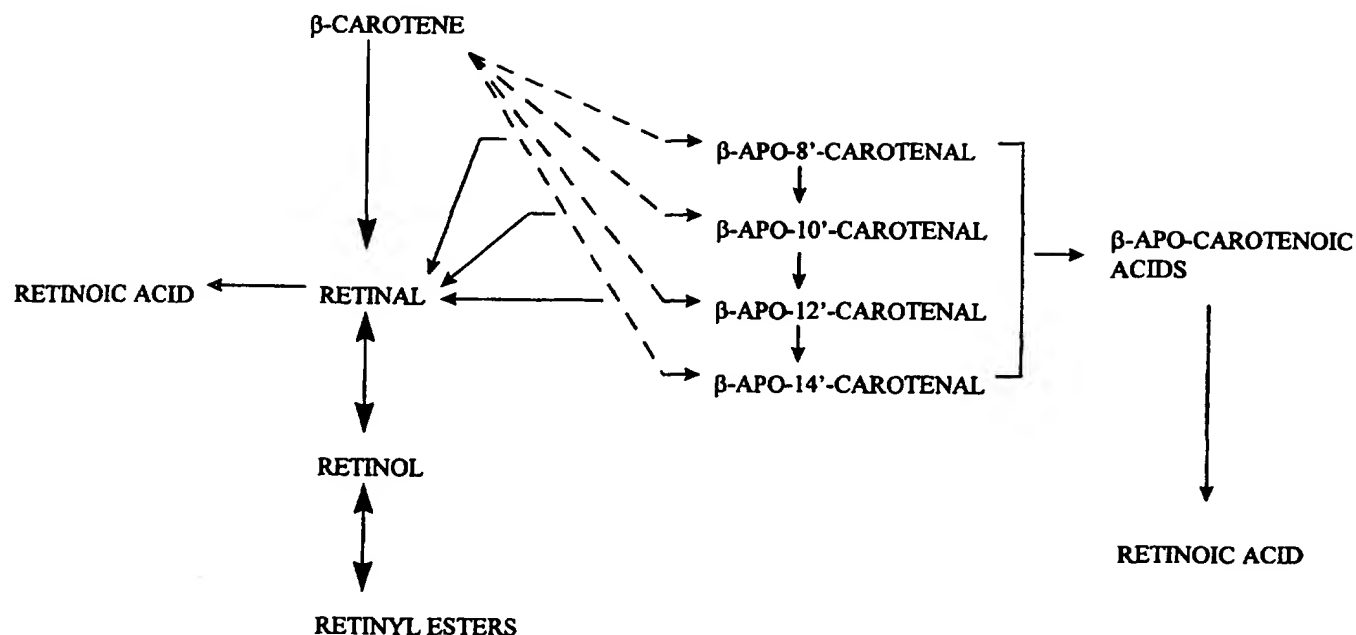 β-CAROTENE
β-APO-8’-CAROTENAL
β-APO-10’-CAROTENAL
β-APO-CAROTENOIC
ACIDS
RETINOIC ACID
RETINAL
β-APO-12’-CAROTENAL
β-APO-14’-CAROTENAL
RETINOL
RETINOIC ACID
RETINYL ESTERS